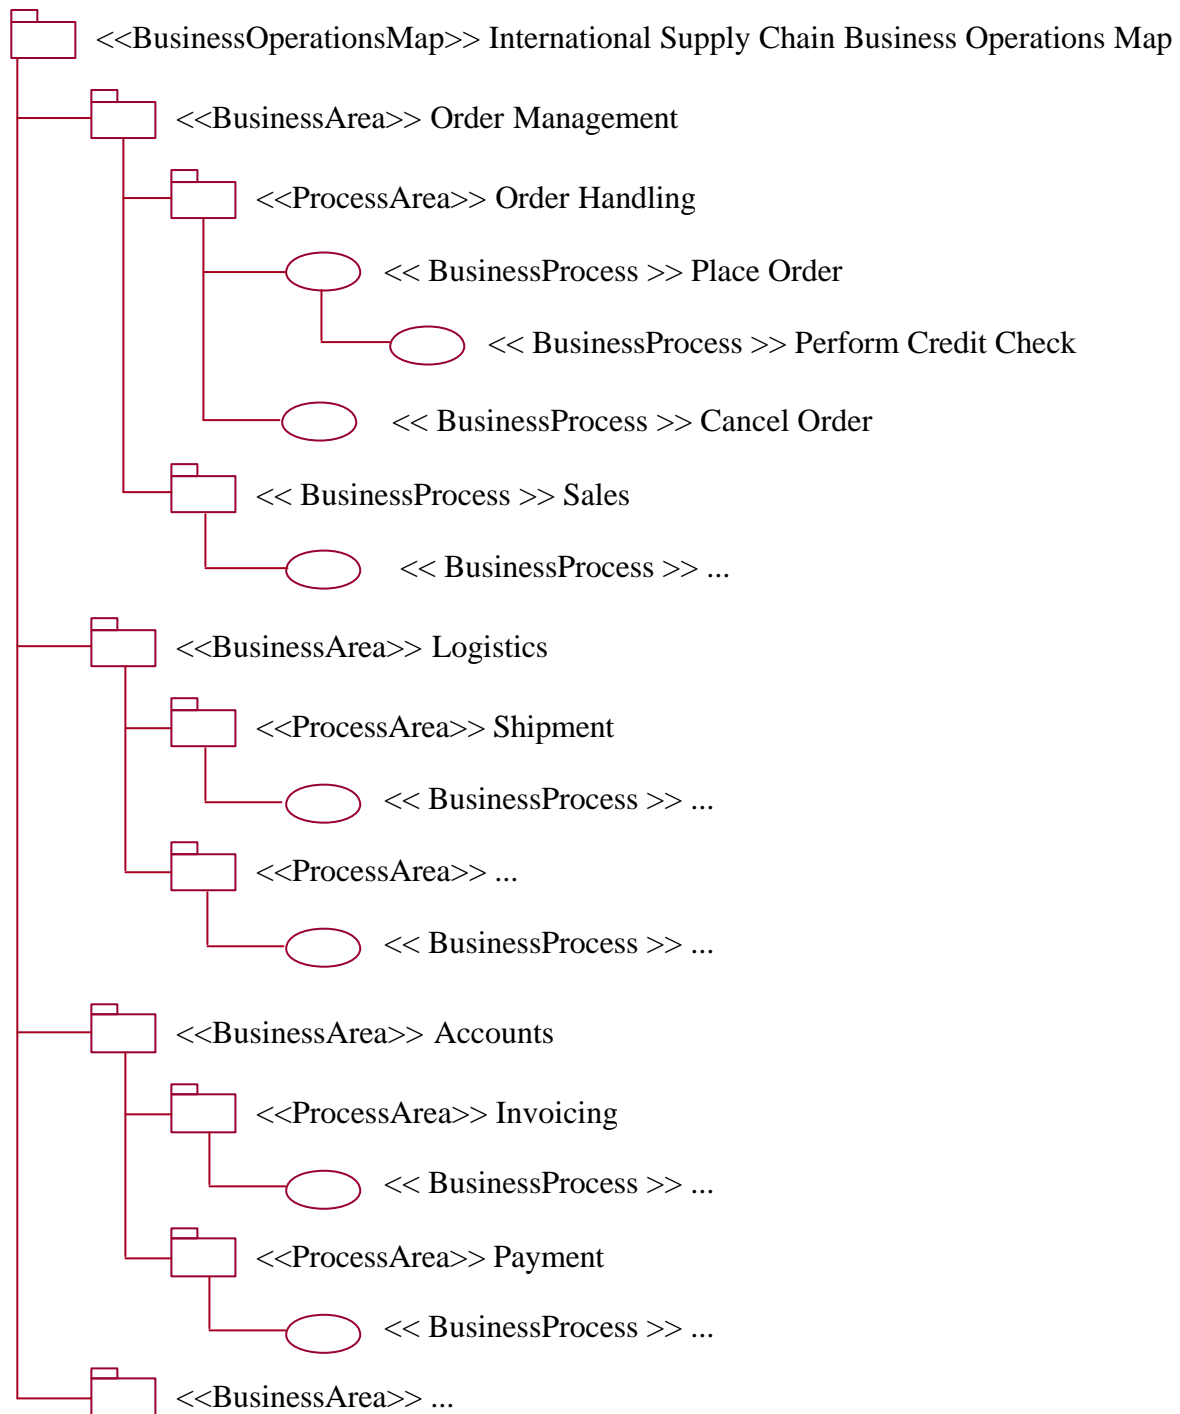 <<BusinessOperationsMap>> International Supply Chain Business Operations Map
<<BusinessArea>> Order Management
<<ProcessArea>> Order Handling
<< BusinessProcess >> Place Order
<< BusinessProcess >> Perform Credit Check
<< BusinessProcess >> Cancel Order
<< BusinessProcess >> Sales
<< BusinessProcess >> ...
<<BusinessArea>> Logistics
<<ProcessArea>> Shipment
<< BusinessProcess >> ...
<<ProcessArea>> ...
<< BusinessProcess >> ...
<<BusinessArea>> Accounts
<<ProcessArea>> Invoicing
<< BusinessProcess >> ...
<<ProcessArea>> Payment
<< BusinessProcess >> ...
<<BusinessArea>> ...